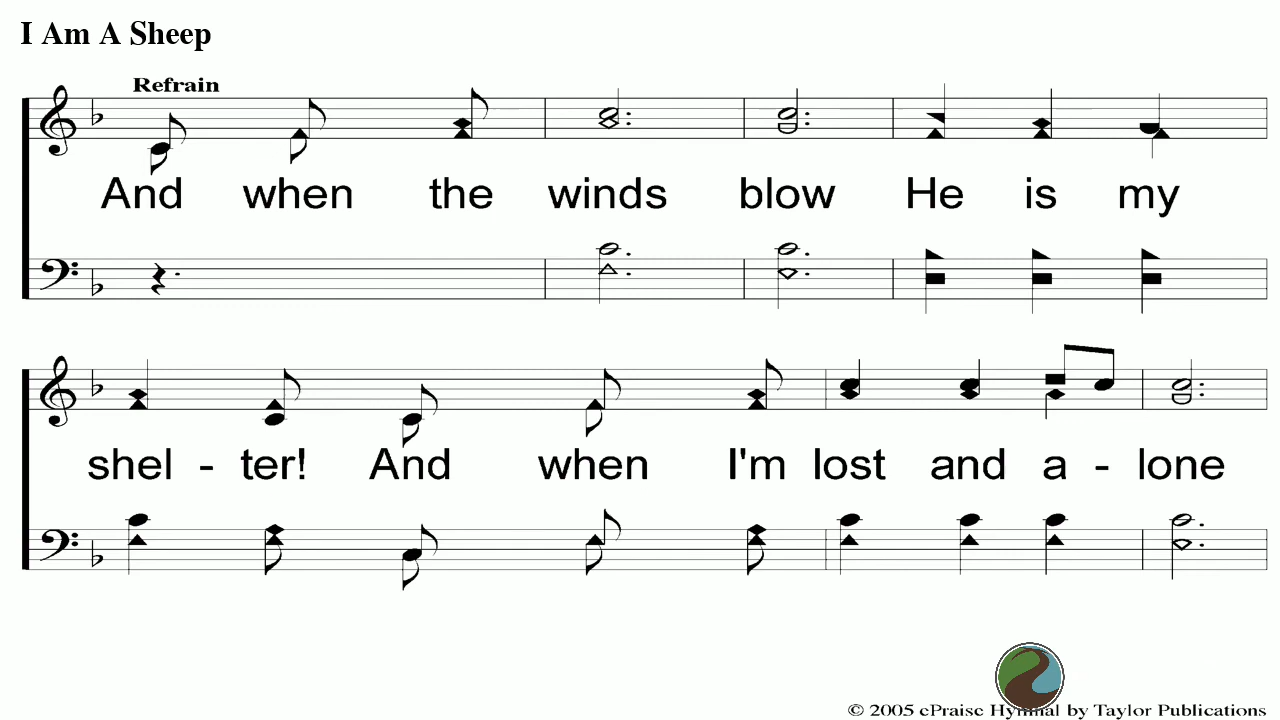 I Am A Sheep
Refrain
And when the winds blow He is my
shel - ter! And when I'm lost and a - lone
© 2005 ePraise Hymnal by Taylor Publications